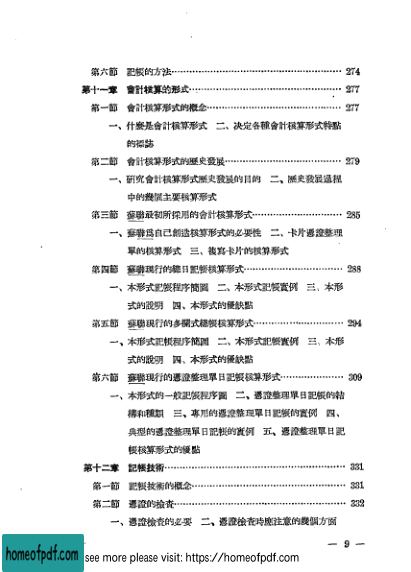 第六節 記帳的方法…………………………………………… 274
第十一章 會計核算的形式………………………………………… 277
第一節 會計核算形式的概念…………………………………… 277
一、什麼是會計核算形式 二、决定各種會計核算形式特點
的標誌
第二節 會計核算形式的歷史發展……………………………… 279
一、研究會計核算形式歷史發展的目的 二、歷史發展過程
中的幾個主要核算形式
第三節 蘇聯最初所採用的會計核算形式……………………… 285
一、蘇聯爲自己創造核算形式的必要性 二、卡片憑證整理
單的核算形式 三、複寫卡片的核算形式
第四節 蘇聯現行的總日記帳核算形式………………………… 288
一、本形式記帳程序簡圖 二、本形式記帳實例 三、本形
式的說明 四、本形式的優缺點
第五節 蘇聯現行的多欄式總帳核算形式……………………… 294
一、本形式記帳程序簡圖 二、本形式記帳實例 三、本形
式的說明 四、本形式的優缺點
第六節 蘇聯現行的憑證整理單日記帳核算形式……………… 309
一、本形式的一般記帳程序圖 二、憑證整理單日記帳的結
構和種類 三、專用的憑證整理單日記帳的實例 四、
典型的憑證整理單日記帳的實例 五、憑證整理單日記
帳核算形式的優點
第十二章 記帳技術………………………………………………… 331
第一節 記帳技術的概念………………………………………… 331
第二節 憑證的檢查……………………………………………… 332
一、憑證檢查的必要 二、憑證檢查時應注意的幾個方面
— 9 —
homeofpdf.com
see more please visit: https://homeofpdf.com